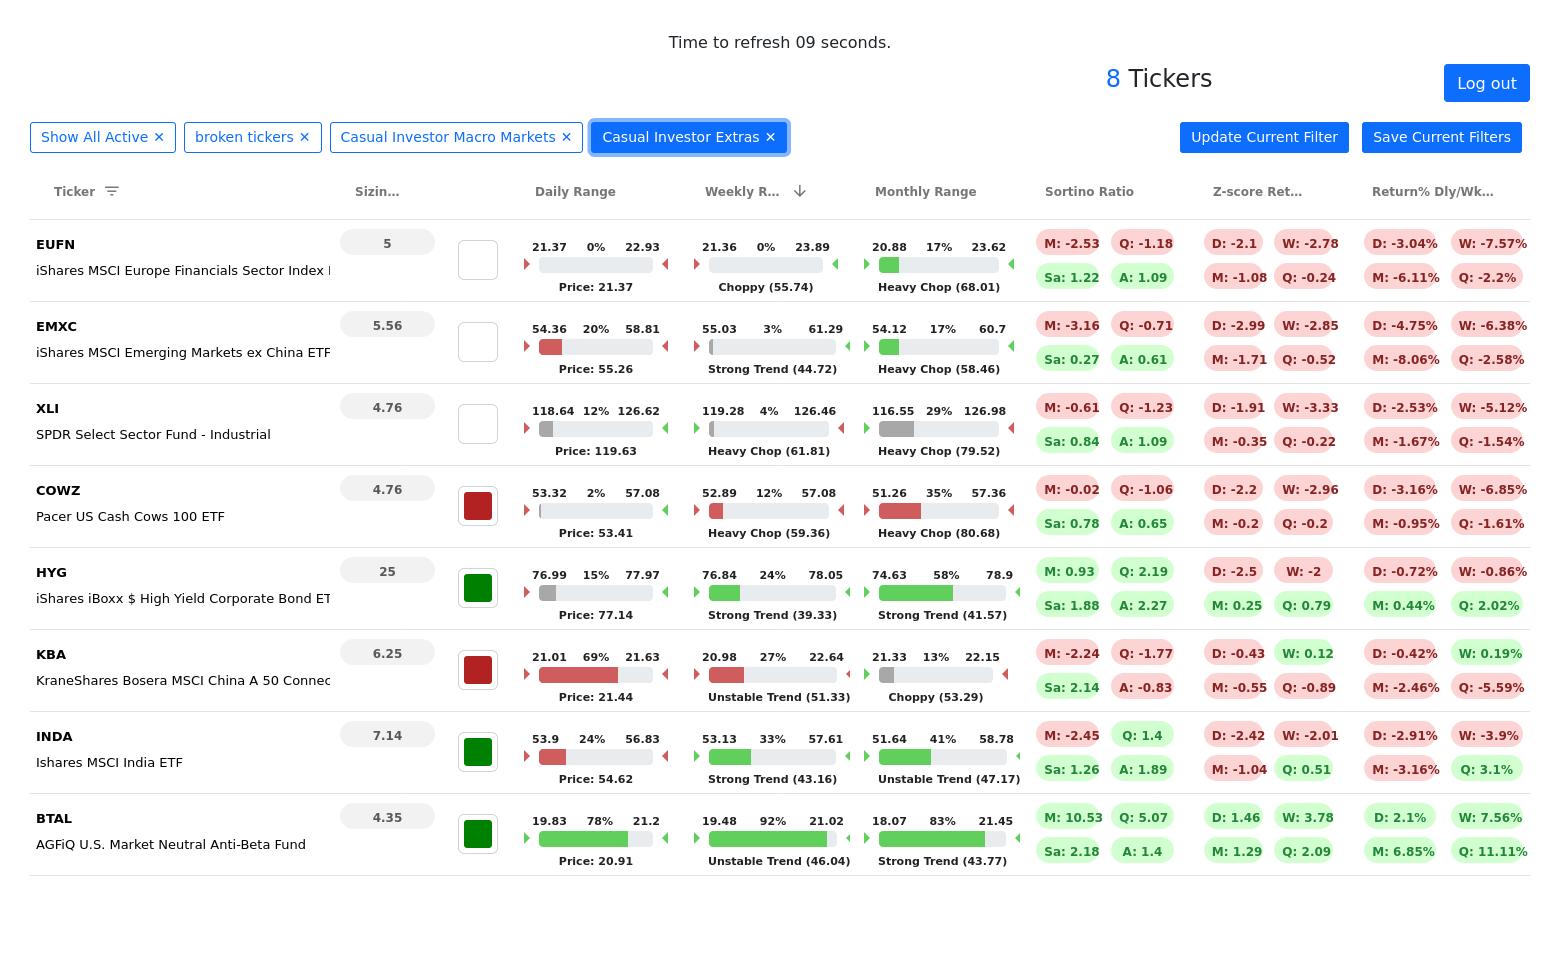 Time to refresh 09 seconds.
8 Tickers
Log out
Show All Active ✕ broken tickers ✕ Casual Investor Macro Markets ✕ Casual Investor Extras ✕ Update Current Filter Save Current Filters
Ticker Sizin… Daily Range Weekly R… Monthly Range Sortino Ratio Z-score Ret… Return% Dly/Wk…
EUFN 5 21.37 0% 22.93 21.36 0% 23.89 20.88 17% 23.62 M: -2.53 Q: -1.18 D: -2.1 W: -2.78 D: -3.04% W: -7.57%
iShares MSCI Europe Financials Sector Index Price: 21.37 Choppy (55.74) Heavy Chop (68.01) Sa: 1.22 A: 1.09 M: -1.08 Q: -0.24 M: -6.11% Q: -2.2%
EMXC 5.56 54.36 20% 58.81 55.03 3% 61.29 54.12 17% 60.7 M: -3.16 Q: -0.71 D: -2.99 W: -2.85 D: -4.75% W: -6.38%
iShares MSCI Emerging Markets ex China ETF Price: 55.26 Strong Trend (44.72) Heavy Chop (58.46) Sa: 0.27 A: 0.61 M: -1.71 Q: -0.52 M: -8.06% Q: -2.58%
XLI 4.76 118.64 12% 126.62 119.28 4% 126.46 116.55 29% 126.98 M: -0.61 Q: -1.23 D: -1.91 W: -3.33 D: -2.53% W: -5.12%
SPDR Select Sector Fund - Industrial Price: 119.63 Heavy Chop (61.81) Heavy Chop (79.52) Sa: 0.84 A: 1.09 M: -0.35 Q: -0.22 M: -1.67% Q: -1.54%
COWZ 4.76 53.32 2% 57.08 52.89 12% 57.08 51.26 35% 57.36 M: -0.02 Q: -1.06 D: -2.2 W: -2.96 D: -3.16% W: -6.85%
Pacer US Cash Cows 100 ETF Price: 53.41 Heavy Chop (59.36) Heavy Chop (80.68) Sa: 0.78 A: 0.65 M: -0.2 Q: -0.2 M: -0.95% Q: -1.61%
HYG 25 76.99 15% 77.97 76.84 24% 78.05 74.63 58% 78.9 M: 0.93 Q: 2.19 D: -2.5 W: -2 D: -0.72% W: -0.86%
iShares iBoxx $ High Yield Corporate Bond ET Price: 77.14 Strong Trend (39.33) Strong Trend (41.57) Sa: 1.88 A: 2.27 M: 0.25 Q: 0.79 M: 0.44% Q: 2.02%
KBA 6.25 21.01 69% 21.63 20.98 27% 22.64 21.33 13% 22.15 M: -2.24 Q: -1.77 D: -0.43 W: 0.12 D: -0.42% W: 0.19%
KraneShares Bosera MSCI China A 50 Connec Price: 21.44 Unstable Trend (51.33) Choppy (53.29) Sa: 2.14 A: -0.83 M: -0.55 Q: -0.89 M: -2.46% Q: -5.59%
INDA 7.14 53.9 24% 56.83 53.13 33% 57.61 51.64 41% 58.78 M: -2.45 Q: 1.4 D: -2.42 W: -2.01 D: -2.91% W: -3.9%
Ishares MSCI India ETF Price: 54.62 Strong Trend (43.16) Unstable Trend (47.17) Sa: 1.26 A: 1.89 M: -1.04 Q: 0.51 M: -3.16% Q: 3.1%
BTAL 4.35 19.83 78% 21.2 19.48 92% 21.02 18.07 83% 21.45 M: 10.53 Q: 5.07 D: 1.46 W: 3.78 D: 2.1% W: 7.56%
AGFiQ U.S. Market Neutral Anti-Beta Fund Price: 20.91 Unstable Trend (46.04) Strong Trend (43.77) Sa: 2.18 A: 1.4 M: 1.29 Q: 2.09 M: 6.85% Q: 11.11%